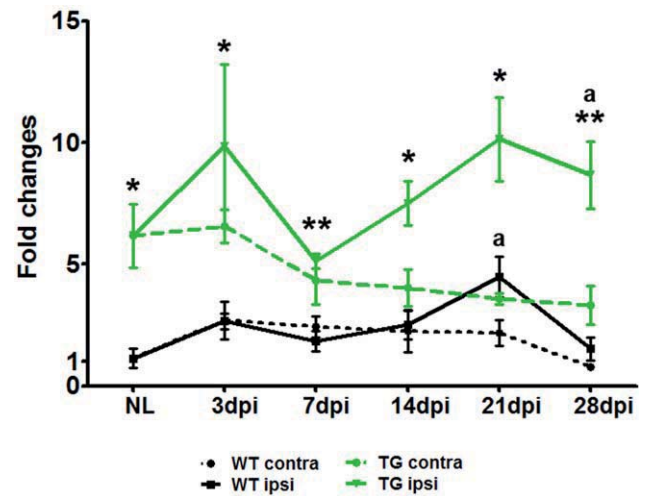 15
*
*
a
**
10
*
*
**
Fold changes
5
a
1
0
NL 3dpi 7dpi 14dpi 21dpi 28dpi
WT contra TG contra
WT ipsi TG ipsi